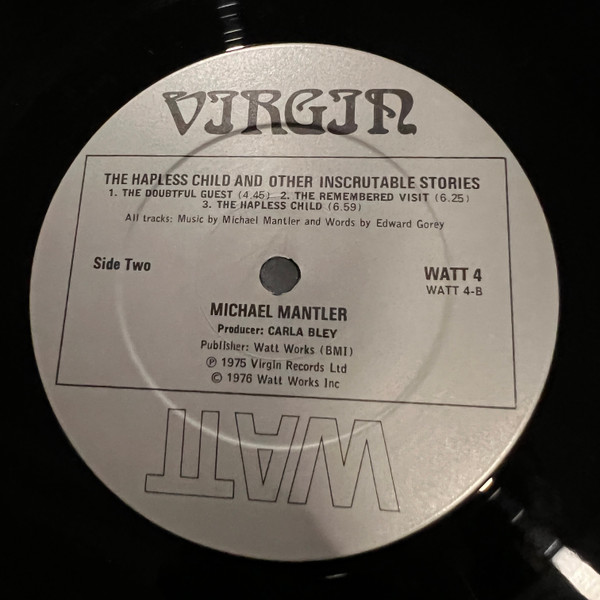 VIRGIN
THE HAPLESS CHILD AND OTHER INSCRUTABLE STORIES
1. THE DOUBTFUL GUEST (4.45) 2. THE REMEMBERED VISIT (6.25)
3. THE HAPLESS CHILD (6.59)
All tracks: Music by Michael Mantler and Words by Edward Gorey
Side Two
WATT 4
WATT 4-B
MICHAEL MANTLER
Producer: CARLA BLEY
Publisher: Watt Works (BMI)
℗ 1975 Virgin Records Ltd
© 1976 Watt Works Inc
WATT